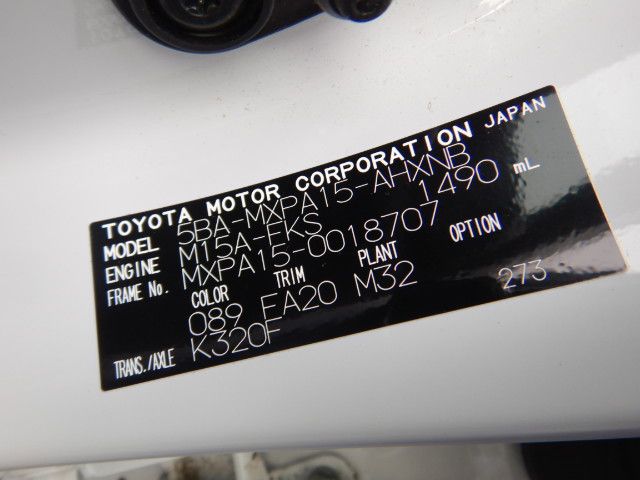 TOYOTA MOTOR CORPORATION JAPAN
MODEL 5BA-MXPA15-AHXNB
ENGINE M15A-FKS 1490 mL
FRAME No. MXPA15-0018707
COLOR TRIM PLANT OPTION
089 EA20 M32 273
TRANS./AXLE K320F